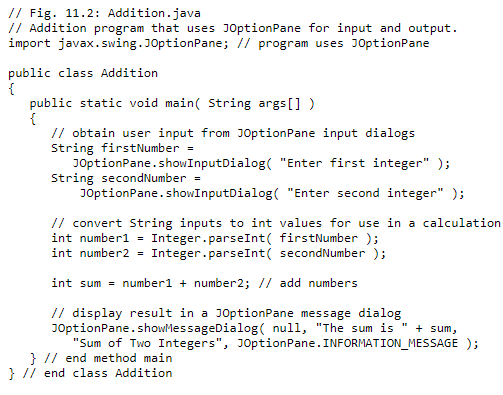 // Fig. 11.2: Addition.java
// Addition program that uses JOptionPane for input and output.
import javax.swing.JOptionPane; // program uses JOptionPane

public class Addition
{
   public static void main( String args[] )
   {
      // obtain user input from JOptionPane input dialogs
      String firstNumber =
         JOptionPane.showInputDialog( "Enter first integer" );
      String secondNumber =
          JOptionPane.showInputDialog( "Enter second integer" );

      // convert String inputs to int values for use in a calculation
      int number1 = Integer.parseInt( firstNumber );
      int number2 = Integer.parseInt( secondNumber );

      int sum = number1 + number2; // add numbers

      // display result in a JOptionPane message dialog
      JOptionPane.showMessageDialog( null, "The sum is " + sum,
         "Sum of Two Integers", JOptionPane.INFORMATION_MESSAGE );
   } // end method main
} // end class Addition